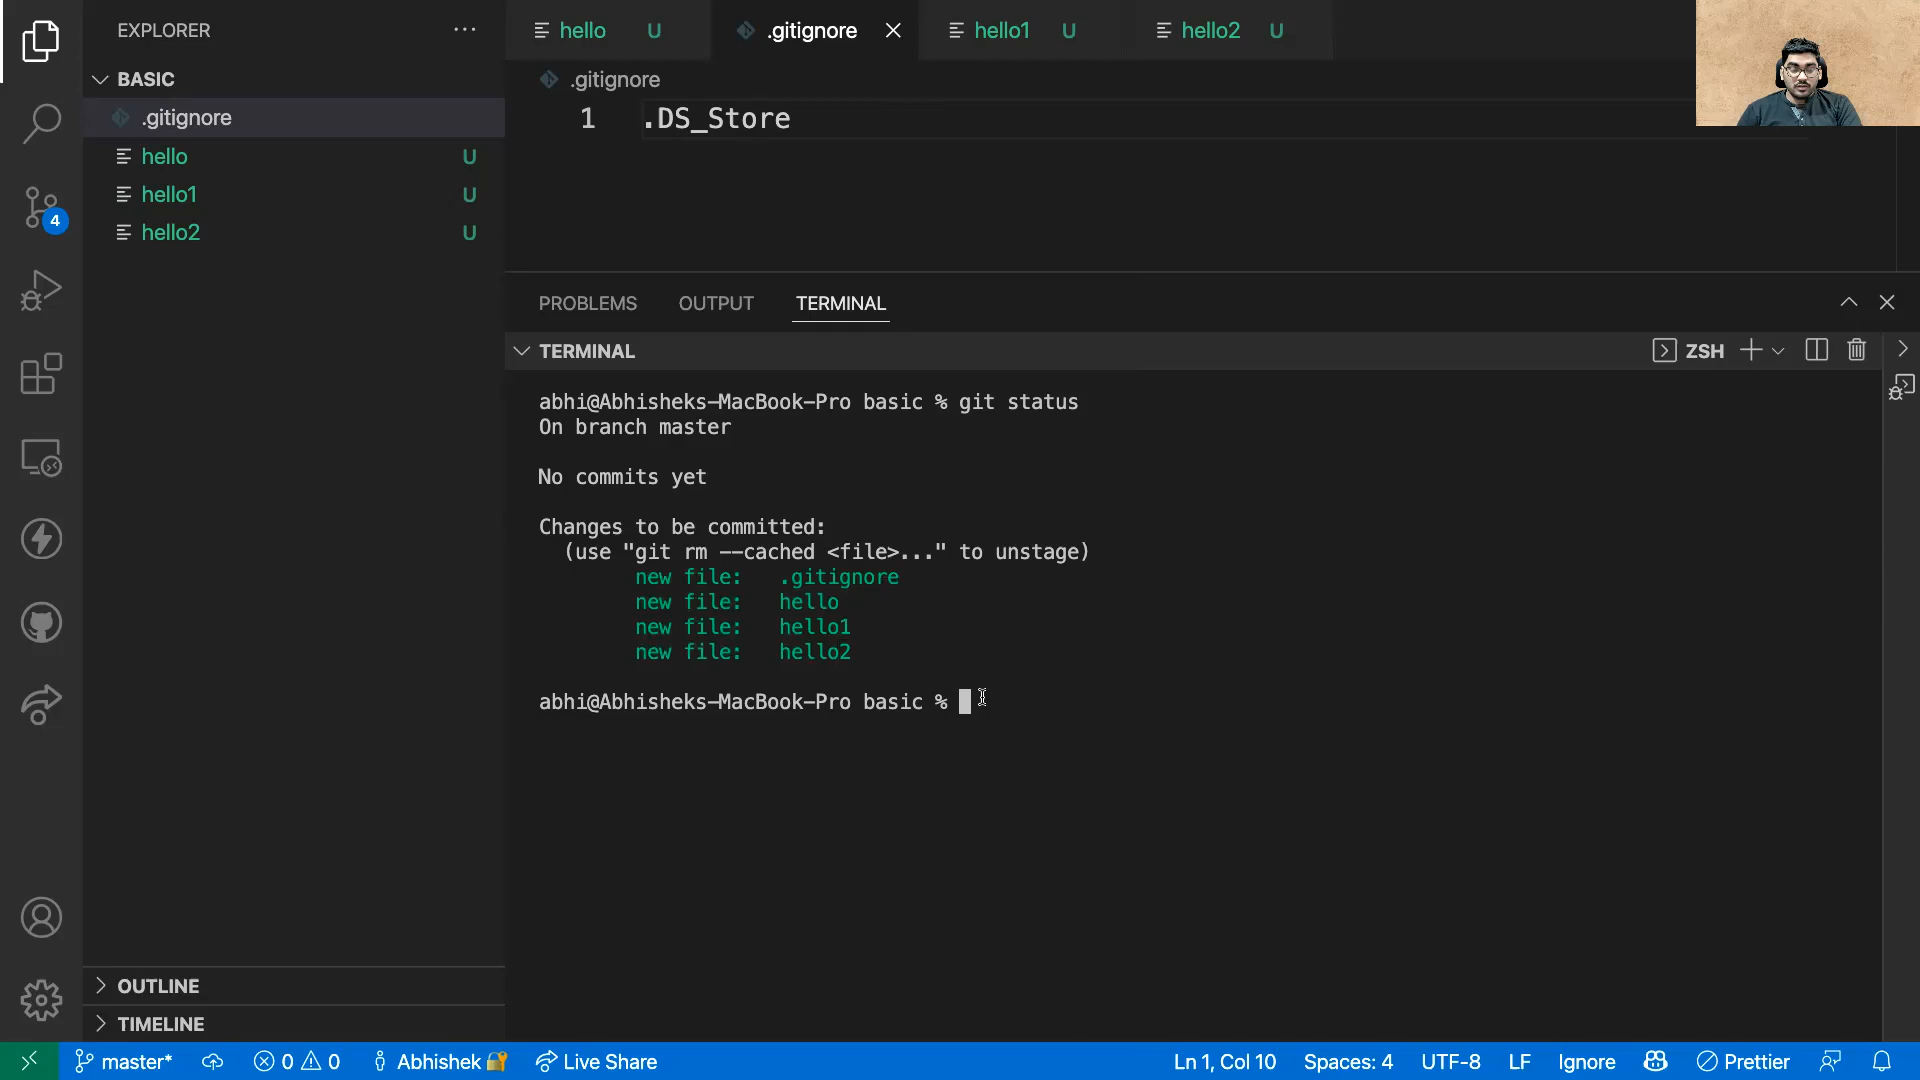 EXPLORER
BASIC
.gitignore
hello U
hello1 U
hello2 U
4
OUTLINE
TIMELINE
hello U
.gitignore
hello1 U
hello2 U
.gitignore
1 .DS_Store
PROBLEMS OUTPUT TERMINAL
TERMINAL
ZSH
abhi@Abhisheks-MacBook-Pro basic % git status
On branch master
No commits yet
Changes to be committed:
(use "git rm --cached <file>..." to unstage)
new file: .gitignore
new file: hello
new file: hello1
new file: hello2
abhi@Abhisheks-MacBook-Pro basic %
master* 0 0 Abhishek Live Share Ln 1, Col 10 Spaces: 4 UTF-8 LF Ignore Prettier